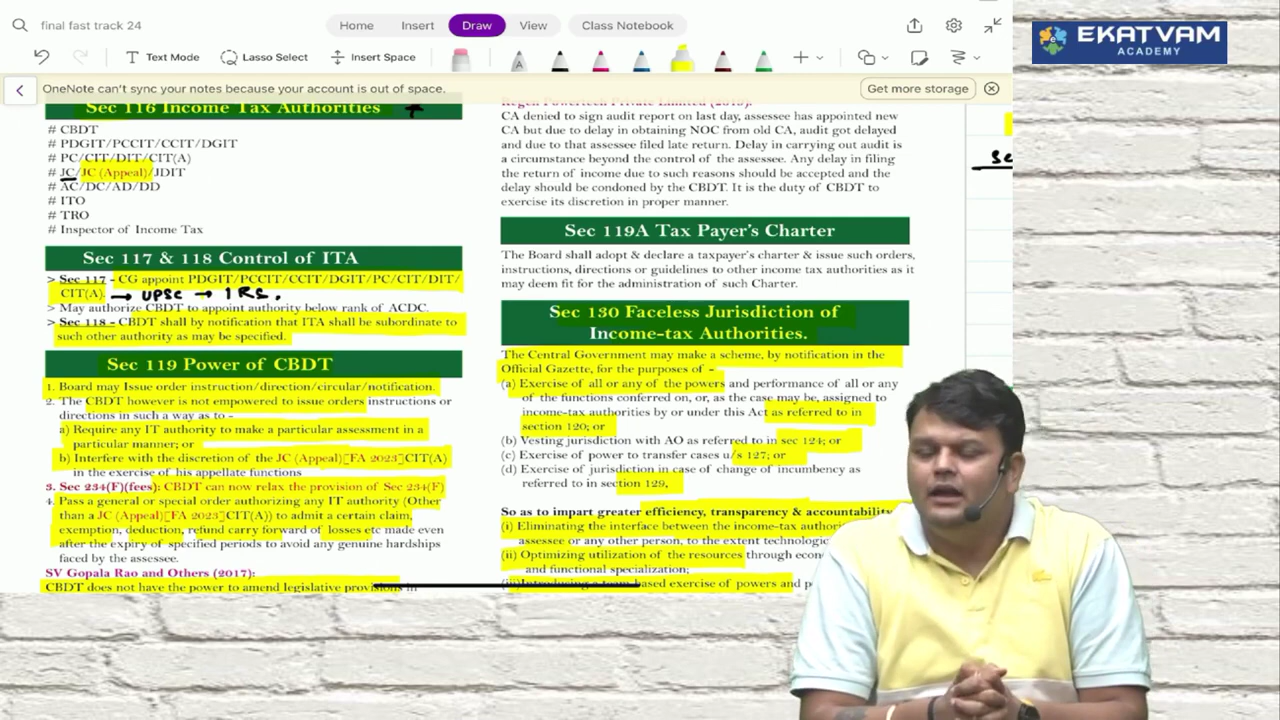 final fast track 24
Home Insert Draw View Class Notebook
Text Mode Lasso Select Insert Space
OneNote can't sync your notes because your account is out of space.
Get more storage
EKATVAM
ACADEMY
Sec 116 Income Tax Authorities
# CBDT
# PDGIT/PCCIT/CCIT/DGIT
# PC/CIT/DIT/CIT(A)
# JC/JC (Appeal)/JDIT
# AC/DC/AD/DD
# ITO
# TRO
# Inspector of Income Tax
Sec 117 & 118 Control of ITA
> Sec 117 - CG appoint PDGIT/PCCIT/CCIT/DGIT/PC/CIT/DIT/
CIT(A). → UPSC → IRS.
> May authorize CBDT to appoint authority below rank of ACDC.
> Sec 118 - CBDT shall by notification that ITA shall be subordinate to
such other authority as may be specified.
Sec 119 Power of CBDT
1. Board may Issue order instruction/direction/circular/notification.
2. The CBDT however is not empowered to issue orders instructions or
directions in such a way as to -
a) Require any IT authority to make a particular assessment in a
particular manner; or
b) Interfere with the discretion of the JC (Appeal)[FA 2023]CIT(A)
in the exercise of his appellate functions
3. Sec 234(F)(fees): CBDT can now relax the provision of Sec 234(F)
4. Pass a general or special order authorizing any IT authority (Other
than a JC (Appeal)[FA 2023]CIT(A)) to admit a certain claim,
exemption, deduction, refund carry forward of losses etc made even
after the expiry of specified periods to avoid any genuine hardships
faced by the assessee.
SV Gopala Rao and Others (2017):
CBDT does not have the power to amend legislative provisions in
Regen Powertech Private Limited (2019):
CA denied to sign audit report on last day, assessee has appointed new
CA but due to delay in obtaining NOC from old CA, audit got delayed
and due to that assessee filed late return. Delay in carrying out audit is
a circumstance beyond the control of the assessee. Any delay in filing
the return of income due to such reasons should be accepted and the
delay should be condoned by the CBDT. It is the duty of CBDT to
exercise its discretion in proper manner.
Sec 119A Tax Payer's Charter
The Board shall adopt & declare a taxpayer's charter & issue such orders,
instructions, directions or guidelines to other income tax authorities as it
may deem fit for the administration of such Charter.
Sec 130 Faceless Jurisdiction of
Income-tax Authorities.
The Central Government may make a scheme, by notification in the
Official Gazette, for the purposes of -
(a) Exercise of all or any of the powers and performance of all or any
of the functions conferred on, or, as the case may be, assigned to
income-tax authorities by or under this Act as referred to in
section 120; or
(b) Vesting jurisdiction with AO as referred to in sec 124; or
(c) Exercise of power to transfer cases u/s 127; or
(d) Exercise of jurisdiction in case of change of incumbency as
referred to in section 129,
So as to impart greater efficiency, transparency & accountability
(i) Eliminating the interface between the income-tax
assessee or any other person, to the extent
(ii) Optimizing utilization of the resources through
and functional specialization;
(iii) Introducing a team-based exercise of powers and